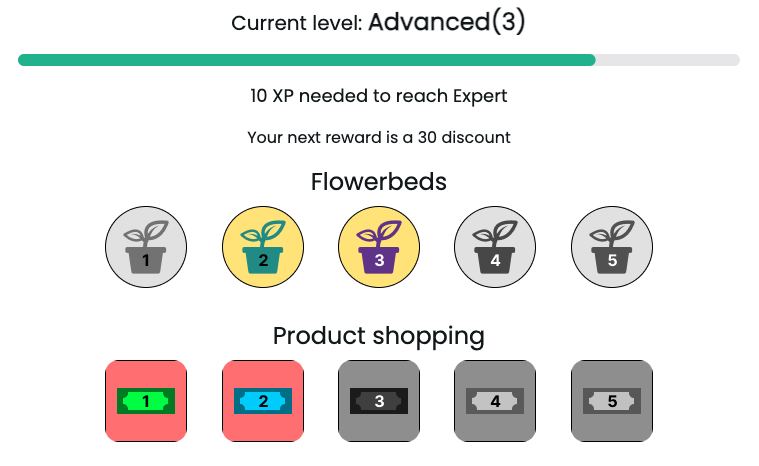 Current level: Advanced(3)
10 XP needed to reach Expert
Your next reward is a 30 discount
Flowerbeds
1 2 3 4 5
Product shopping
1 2 3 4 5